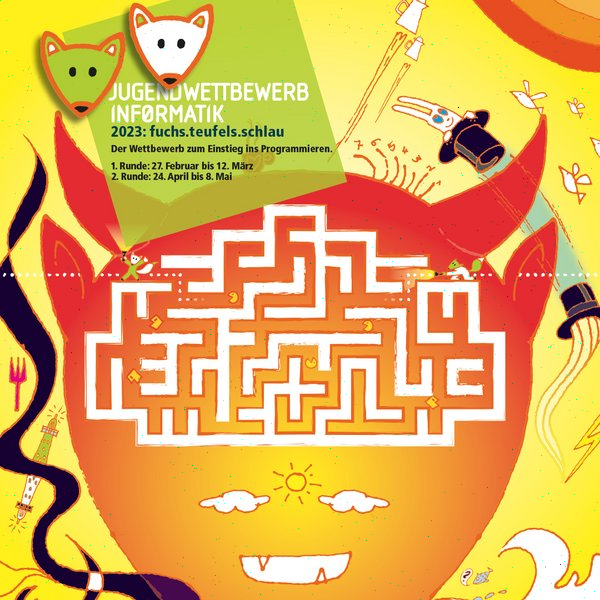 JUGENDWETTBEWERB
INFORMATIK
2023: fuchs.teufels.schlau
Der Wettbewerb zum Einstieg ins Programmieren.
1. Runde: 27. Februar bis 12. März
2. Runde: 24. April bis 8. Mai